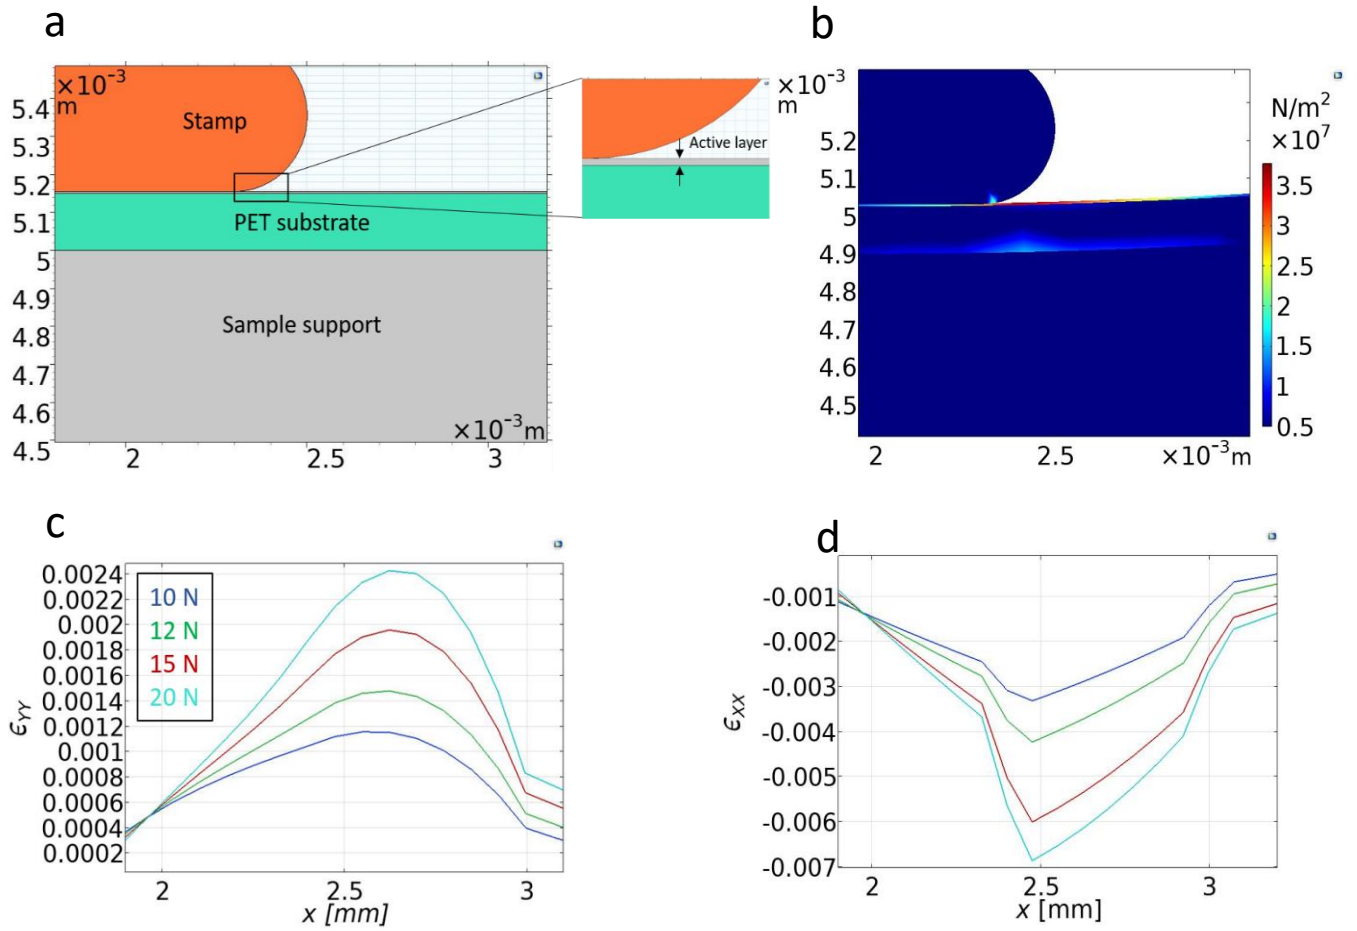 a
×10⁻³
m
5.4
5.3
5.2
5.1
5
4.9
4.8
4.7
4.6
4.5
Stamp
PET substrate
Sample support
×10⁻³m
2
2.5
3
Active layer
×10⁻³
m
b
5.2
5.1
5
4.9
4.8
4.7
4.6
4.5
2
2.5
×10⁻³m
N/m²
×10⁷
3.5
3
2.5
2
1.5
1
0.5
c
0.0024
0.0022
0.002
0.0018
0.0016
0.0014
0.0012
0.001
0.0008
0.0006
0.0004
0.0002
ϵYY
10 N
12 N
15 N
20 N
2
2.5
3
x [mm]
d
-0.001
-0.002
-0.003
-0.004
-0.005
-0.006
-0.007
ϵXX
2
2.5
3
x [mm]